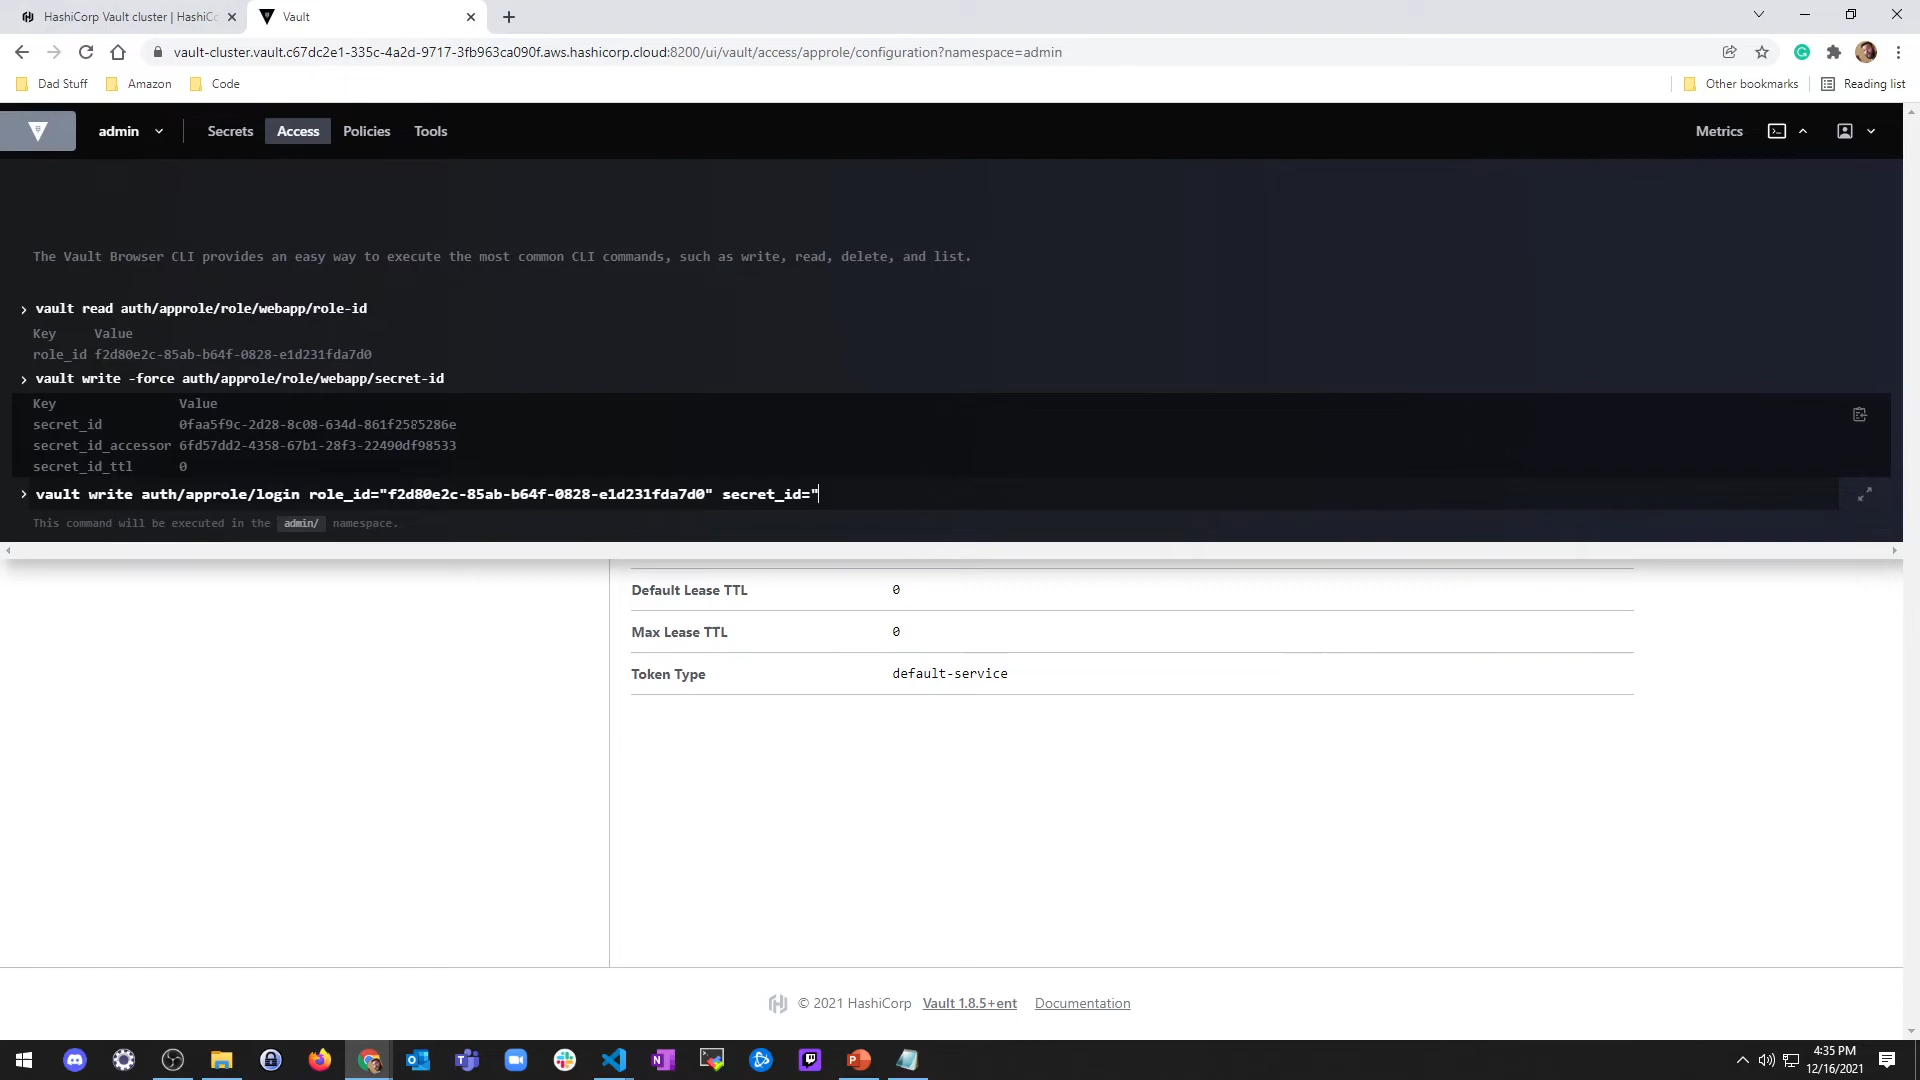 HashiCorp Vault cluster | HashiC
Vault
vault-cluster.vault.c67dc2e1-335c-4a2d-9717-3fb963ca090f.aws.hashicorp.cloud:8200/ui/vault/access/approle/configuration?namespace=admin
Dad Stuff Amazon Code Other bookmarks Reading list
admin Secrets Access Policies Tools Metrics
The Vault Browser CLI provides an easy way to execute the most common CLI commands, such as write, read, delete, and list.
> vault read auth/approle/role/webapp/role-id
Key Value
role_id f2d80e2c-85ab-b64f-0828-e1d231fda7d0
> vault write -force auth/approle/role/webapp/secret-id
Key Value
secret_id 0faa5f9c-2d28-8c08-634d-861f2585286e
secret_id_accessor 6fd57dd2-4358-67b1-28f3-22490df98533
secret_id_ttl 0
> vault write auth/approle/login role_id="f2d80e2c-85ab-b64f-0828-e1d231fda7d0" secret_id="
This command will be executed in the admin/ namespace.
Default Lease TTL 0
Max Lease TTL 0
Token Type default-service
© 2021 HashiCorp Vault 1.8.5+ent Documentation
4:35 PM
12/16/2021